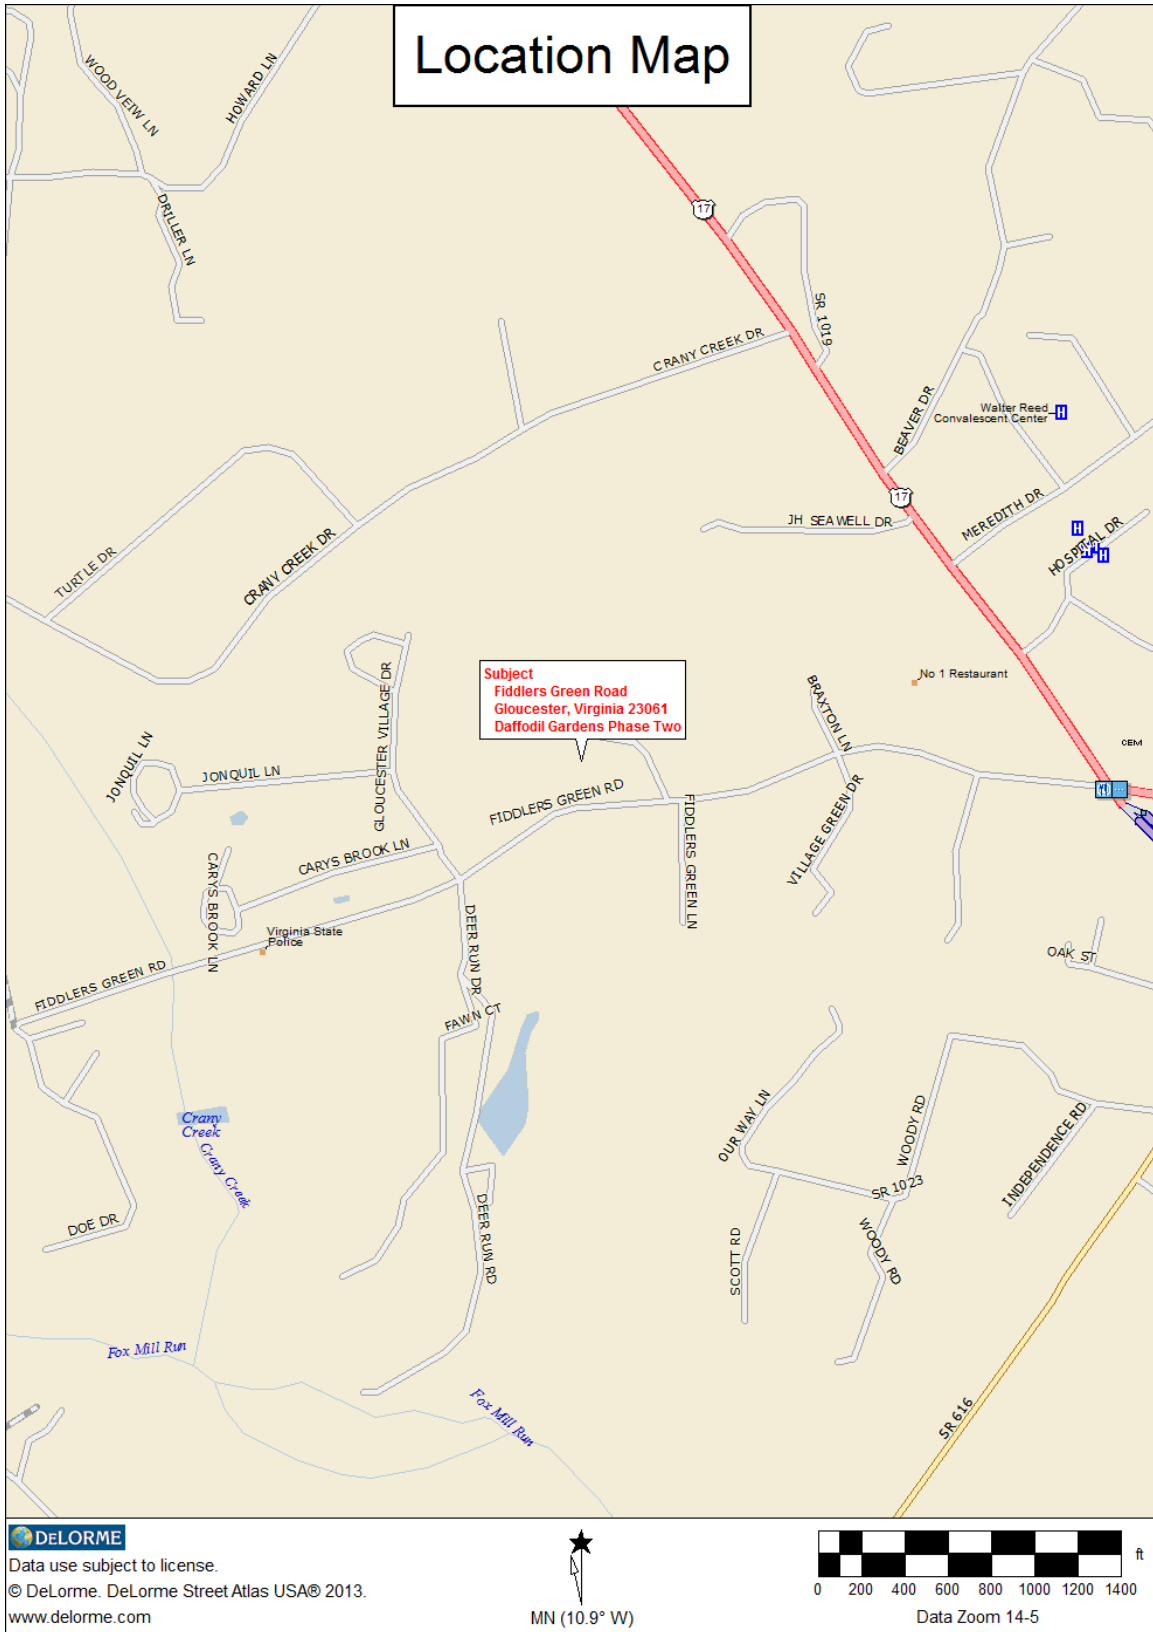 Location Map
WOOD VEIW LN
HOWARD LN
DRILLER LN
17
SR 1019
CRANY CREEK DR
BEAVER DR
Walter Reed
Convalescent Center
H
17
JH SEAWELL DR
MEREDITH DR
H
HOSPITAL DR
H
TURTLE DR
CRANY CREEK DR
Subject
Fiddlers Green Road
Gloucester, Virginia 23061
Daffodil Gardens Phase Two
GLOUCESTER VILLAGE DR
No 1 Restaurant
BRAXTON LN
CEM
JONQUIL LN
JONQUIL LN
FIDDLERS GREEN RD
VILLAGE GREEN DR
FIDDLERS GREEN LN
CARYS BROOK LN
CARYS BROOK LN
Virginia State
Police
DEER RUN DR
OAK ST
FIDDLERS GREEN RD
FAWN CT
Crany
Creek
Crany Creek
OUR WAY LN
WOODY RD
INDEPENDENCE RD
SR 1023
DOE DR
DEER RUN RD
SCOTT RD
WOODY RD
Fox Mill Run
Fox Mill Run
SR 616
DELORME
Data use subject to license.
© DeLorme. DeLorme Street Atlas USA® 2013.
www.delorme.com
MN (10.9° W)
ft
0 200 400 600 800 1000 1200 1400
Data Zoom 14-5